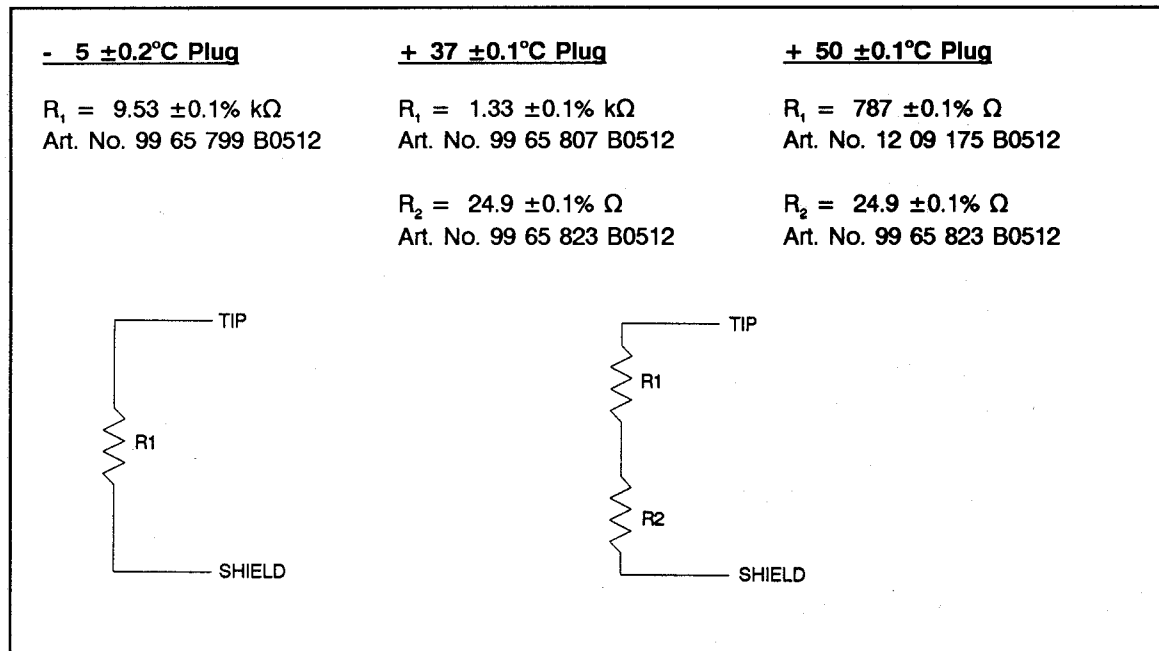 - 5 ±0.2°C Plug
R₁ = 9.53 ±0.1% kΩ
Art. No. 99 65 799 B0512
+ 37 ±0.1°C Plug
R₁ = 1.33 ±0.1% kΩ
Art. No. 99 65 807 B0512
R₂ = 24.9 ±0.1% Ω
Art. No. 99 65 823 B0512
+ 50 ±0.1°C Plug
R₁ = 787 ±0.1% Ω
Art. No. 12 09 175 B0512
R₂ = 24.9 ±0.1% Ω
Art. No. 99 65 823 B0512
TIP
R1
SHIELD
TIP
R1
R2
SHIELD